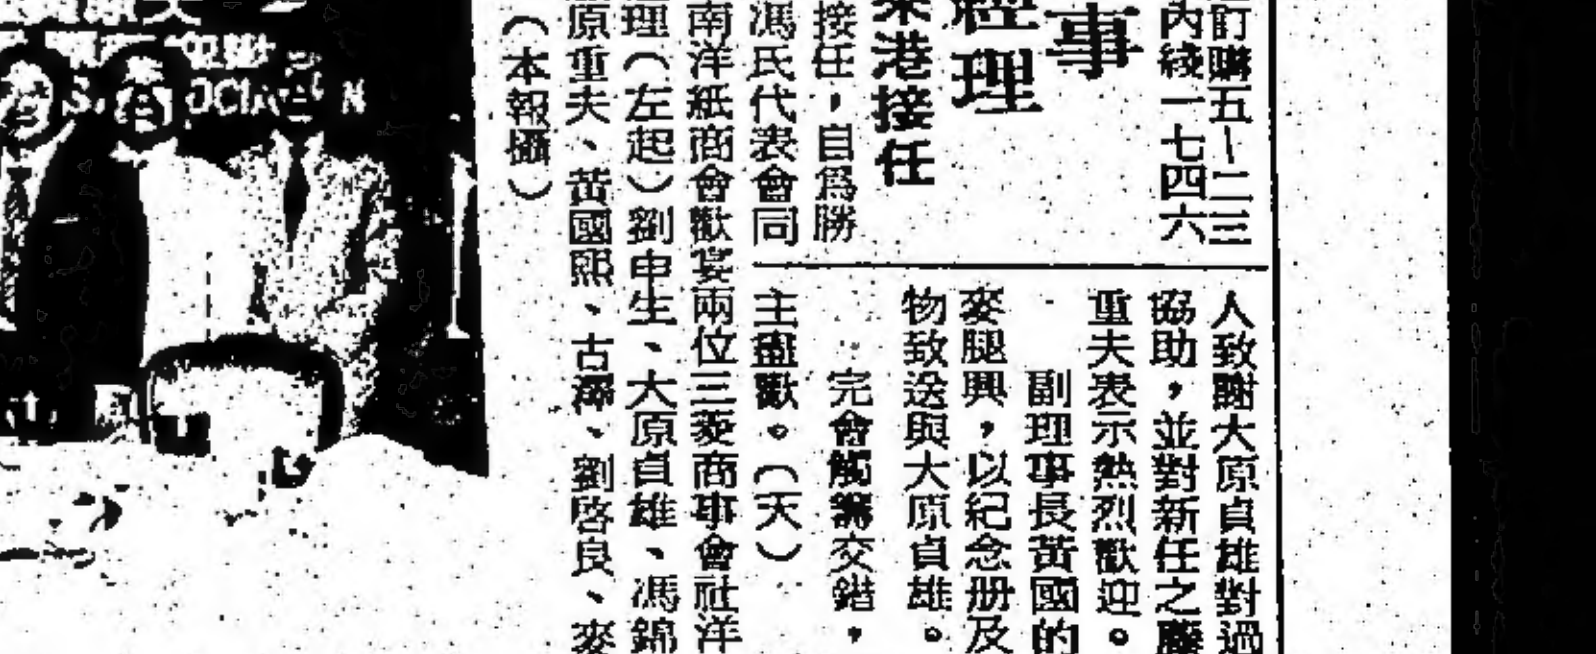 訂購五—二三
內綫一七四六
事
經理
來港接任
接任，自爲勝
馮氏代表會同
人致謝大原貞雄對過
協助，並對新任之藤
重夫表示熱烈歡迎。
副理事長黃國的
麥腿興，以紀念册及
物致送與大原貞雄。
完會觥籌交錯，
主盡歡。（天）
南洋紙商會歡宴兩位三菱商事會社洋
理（左起）劉申生、大原貞雄、馮錦
原重夫、黃國熙、古澤、劉啓良、麥
（本報攝）